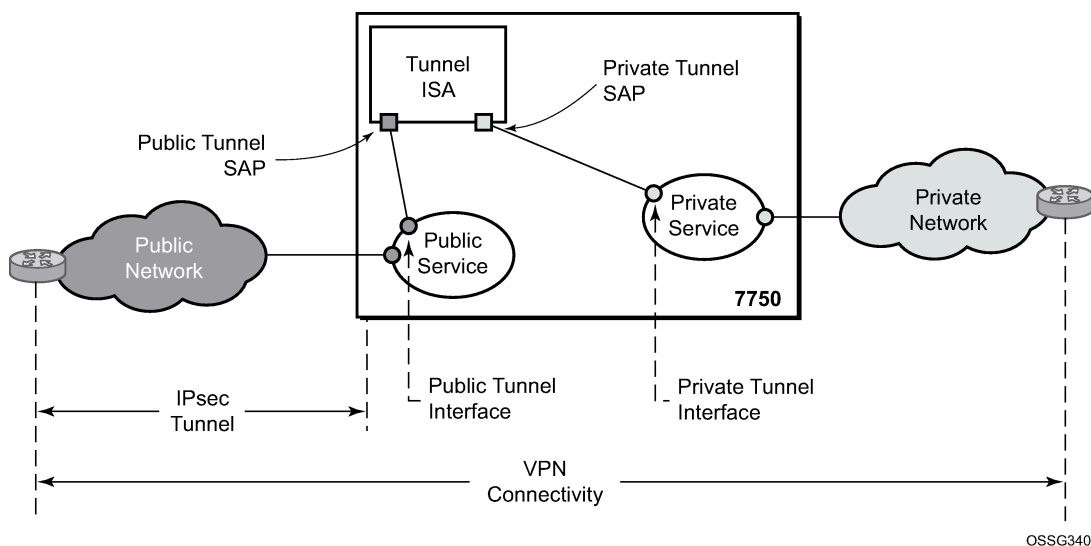 Tunnel
ISA
Private Tunnel
SAP
Public Tunnel
SAP
Public
Network
Public
Service
Private
Service
Private
Network
7750
IPsec
Tunnel
Public Tunnel
Interface
Private Tunnel
Interface
VPN
Connectivity
OSSG340